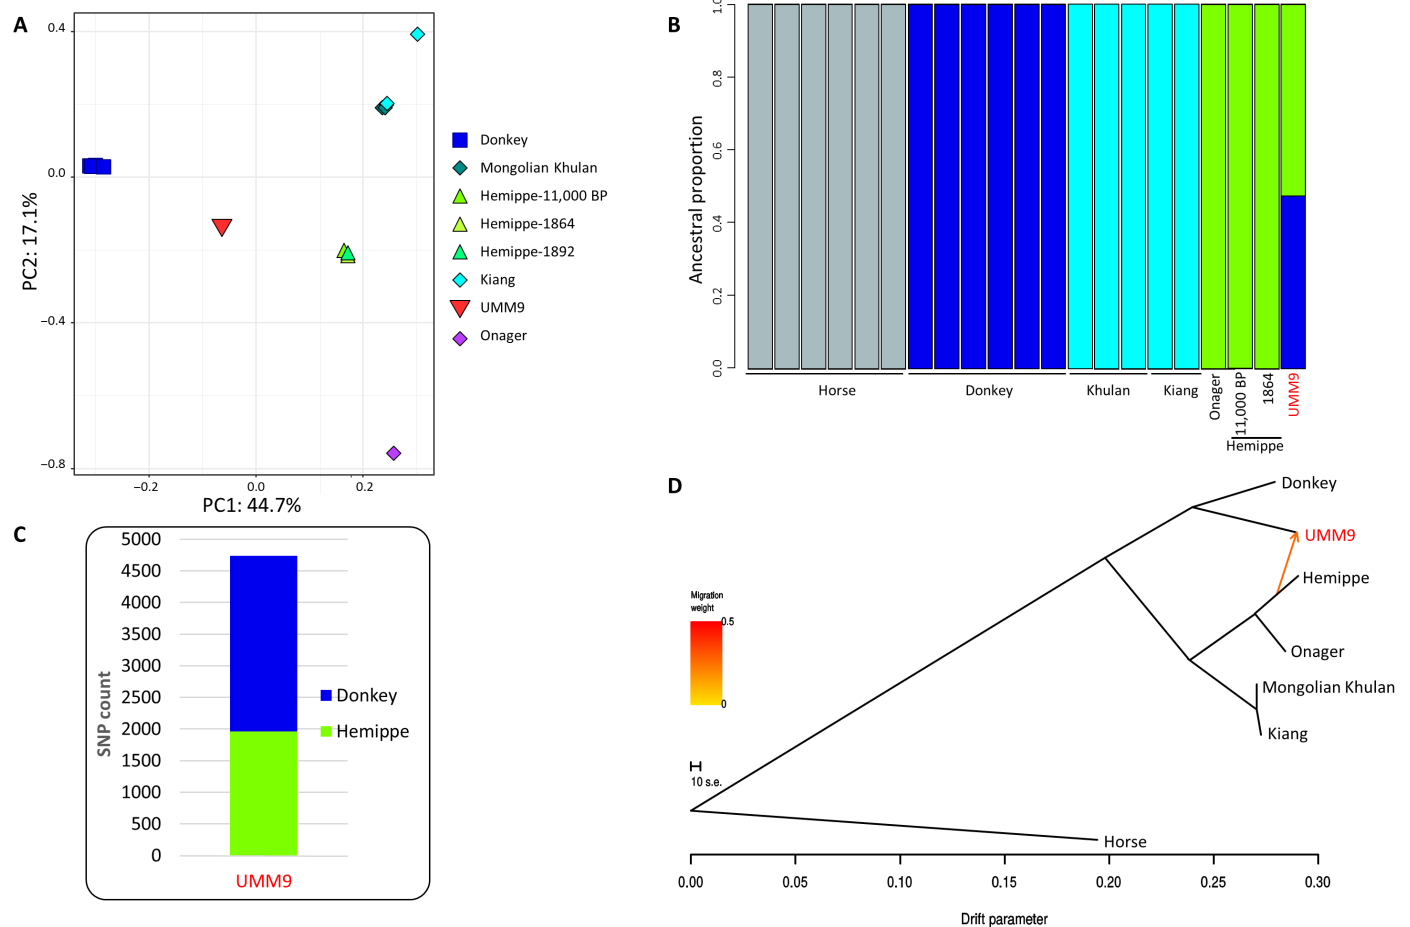 A
0.4
0.0
−0.4
−0.8
PC2: 17.1%
−0.2
0.0
0.2
PC1: 44.7%
Donkey
Mongolian Khulan
Hemippe-11,000 BP
Hemippe-1864
Hemippe-1892
Kiang
UMM9
Onager
B
Ancestral proportion
1.0
0.8
0.6
0.4
0.2
0.0
Horse
Donkey
Khulan
Kiang
Onager
11,000 BP
1864
UMM9
Hemippe
C
SNP count
5000
4500
4000
3500
3000
2500
2000
1500
1000
500
0
UMM9
Donkey
Hemippe
D
Migration
weight
0.5
0
10 s.e.
Donkey
UMM9
Hemippe
Onager
Mongolian Khulan
Kiang
Horse
0.00
0.05
0.10
0.15
0.20
0.25
0.30
Drift parameter